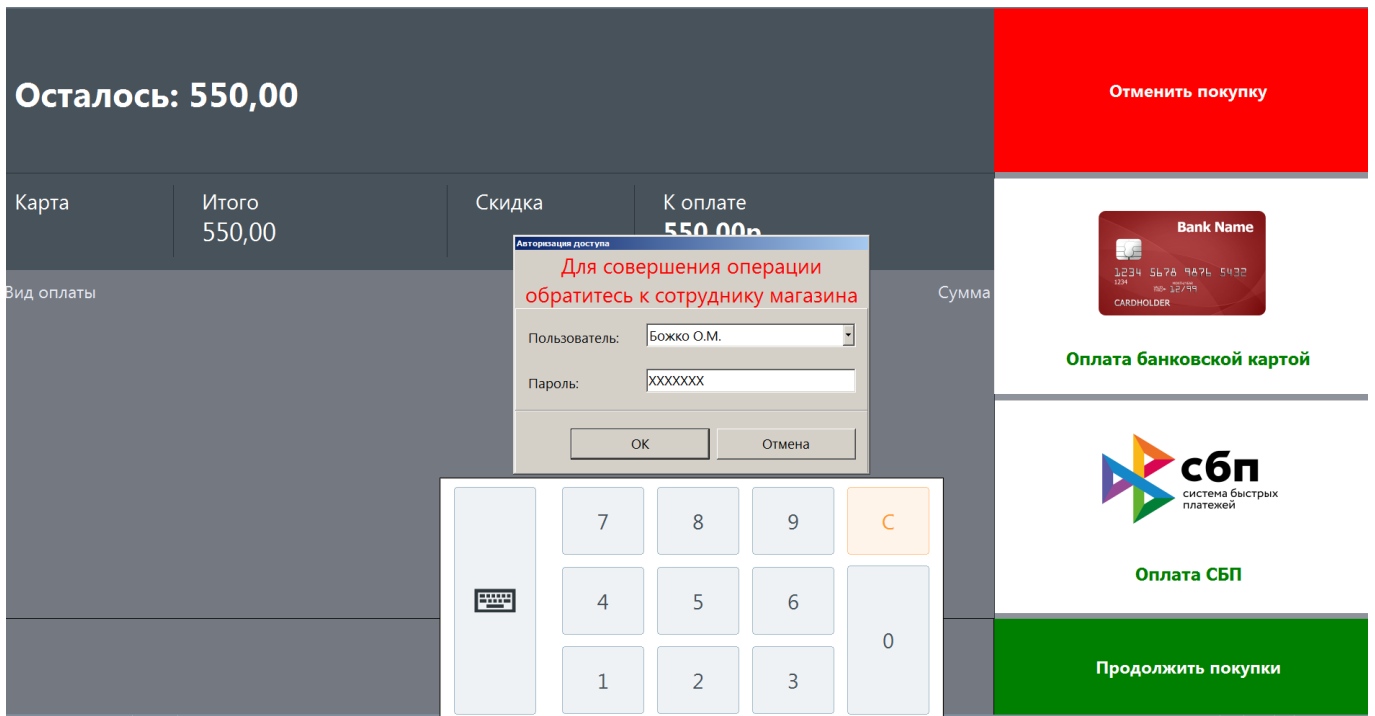 Осталось: 550,00
Отменить покупку
Карта
Итого
Скидка
К оплате
550,00
550,00р
Авторизация доступа
Для совершения операции
обратитесь к сотруднику магазина
Вид оплаты
Сумма
Пользователь:
Божко О.М.
Пароль:
XXXXXXX
ОК
Отмена
Bank Name
1234 5678 9876 5432
1234
12/99
CARDHOLDER
Оплата банковской картой
сбп
система быстрых
платежей
Оплата СБП
7
8
9
C
4
5
6
0
1
2
3
Продолжить покупки